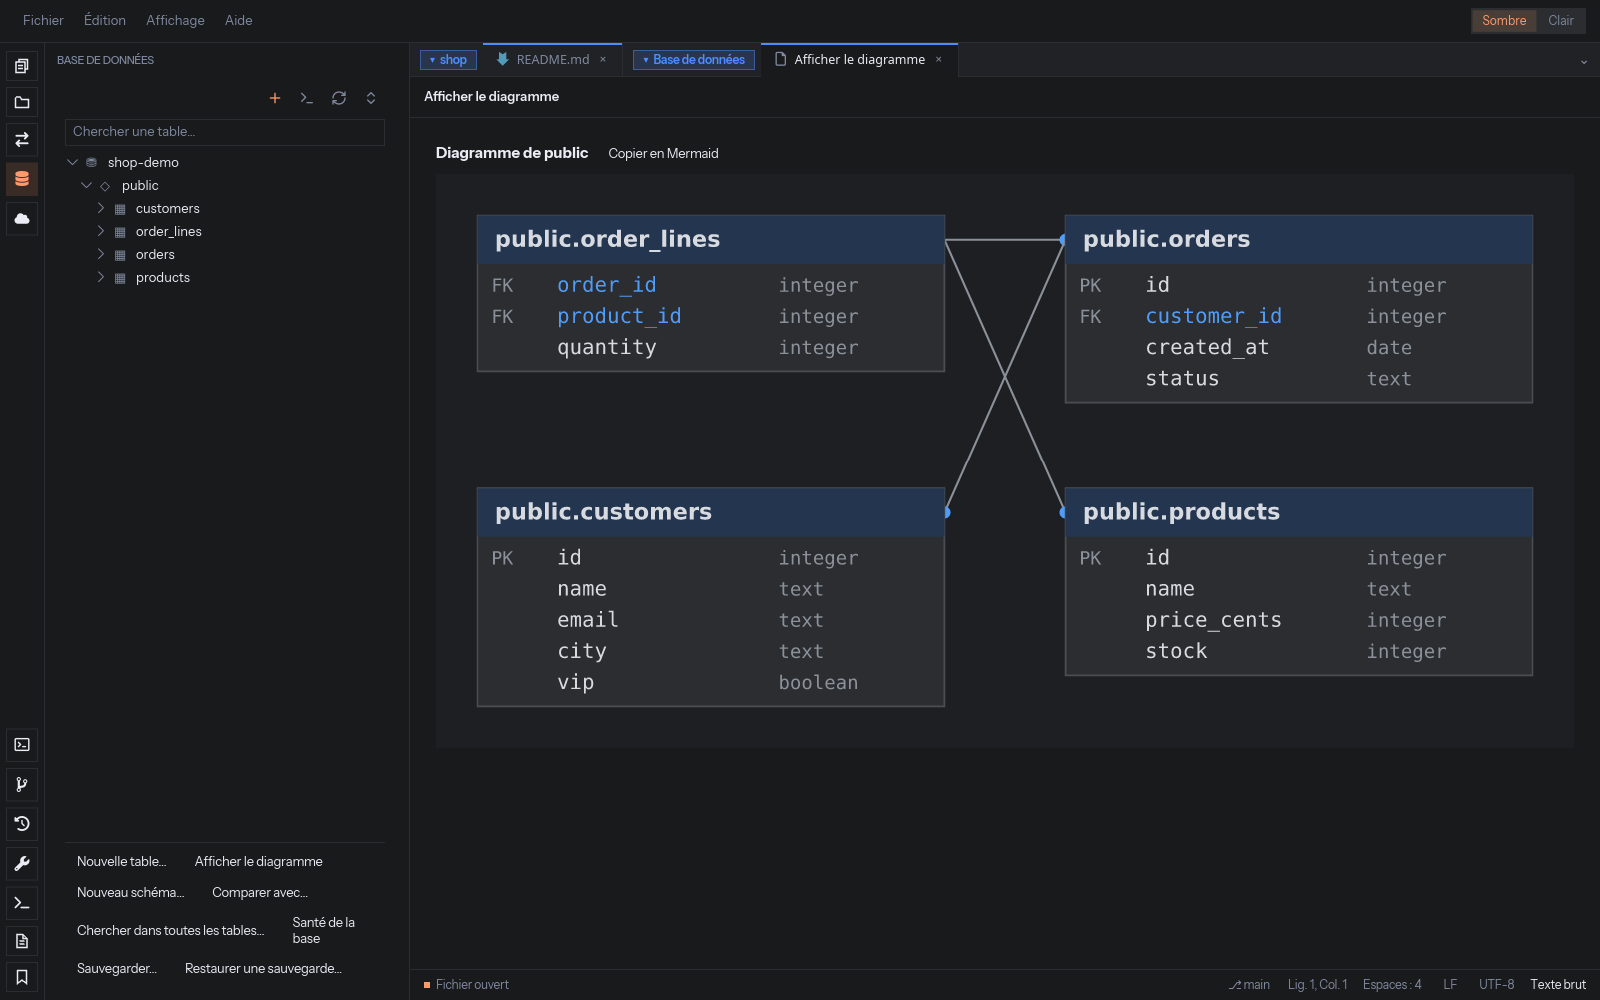 Fichier Édition Affichage Aide Sombre Clair
BASE DE DONNÉES
shop README.md × Base de données Afficher le diagramme ×
Afficher le diagramme
Chercher une table...
shop-demo
public
customers
order_lines
orders
products
Diagramme de public Copier en Mermaid
public.order_lines
FK order_id integer
FK product_id integer
quantity integer
public.orders
PK id integer
FK customer_id integer
created_at date
status text
public.customers
PK id integer
name text
email text
city text
vip boolean
public.products
PK id integer
name text
price_cents integer
stock integer
Nouvelle table... Afficher le diagramme
Nouveau schéma... Comparer avec...
Chercher dans toutes les tables... Santé de la
base
Sauvegarder... Restaurer une sauvegarde...
Fichier ouvert main Lig. 1, Col. 1 Espaces : 4 LF UTF-8 Texte brut